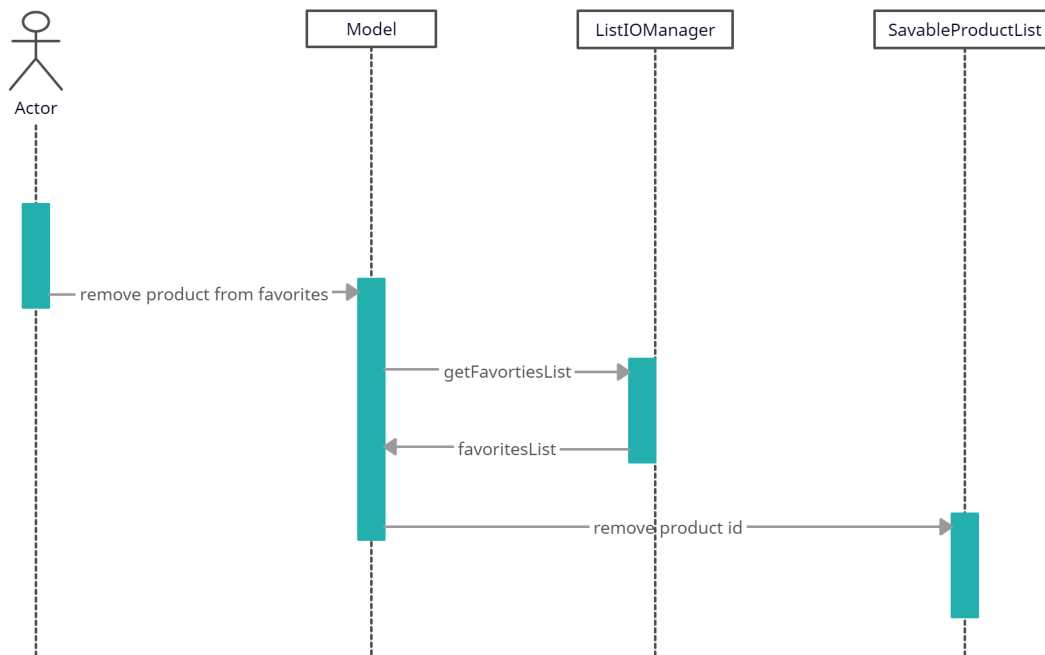 Model
ListIOManager
SavableProductList
Actor
remove product from favorites
getFavortiesList
favoritesList
remove product id